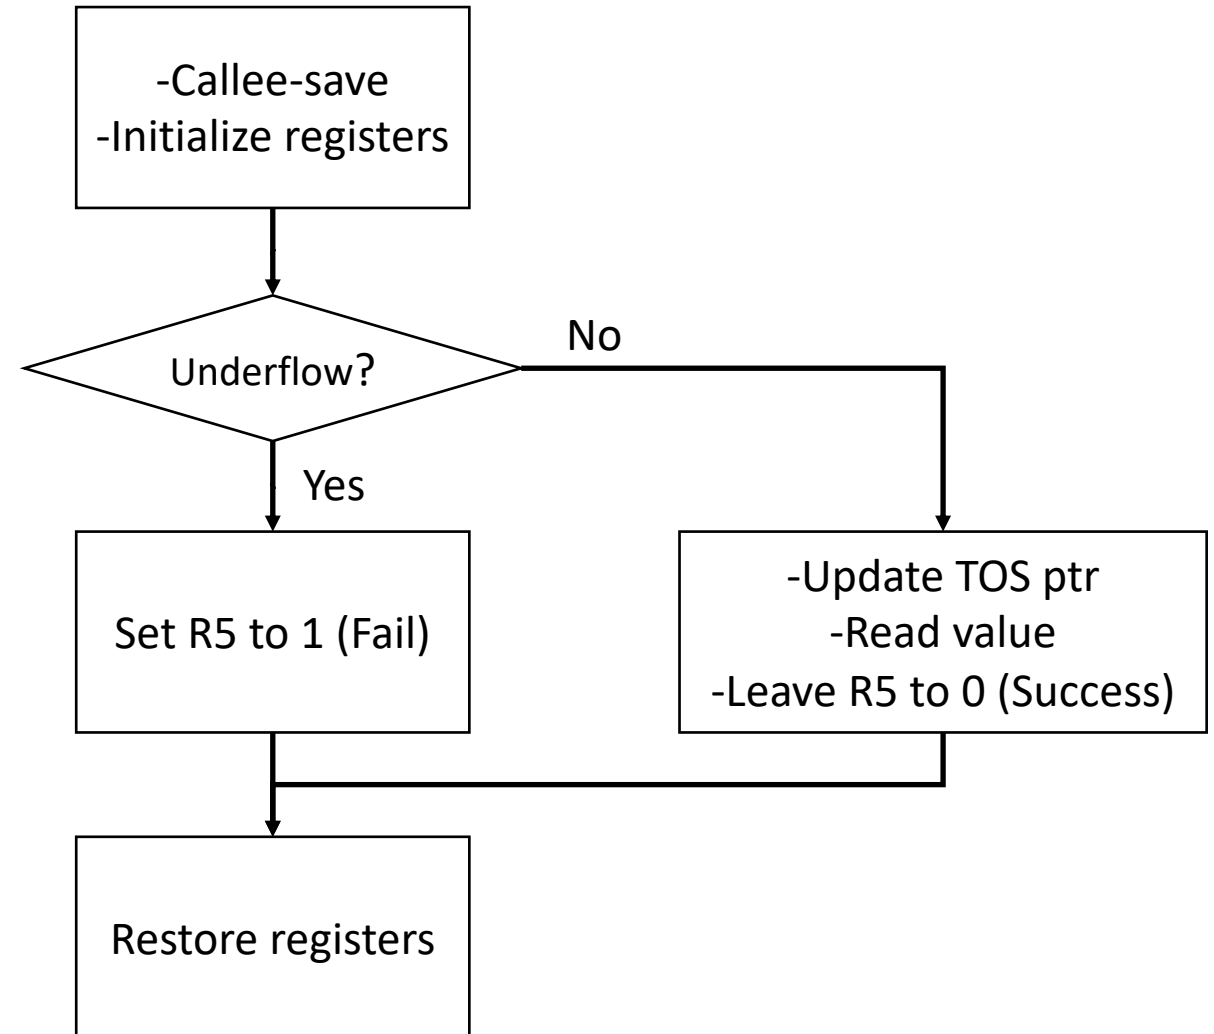 -Callee-save
-Initialize registers
Underflow?
No
Yes
Set R5 to 1 (Fail)
-Update TOS ptr
-Read value
-Leave R5 to 0 (Success)
Restore registers